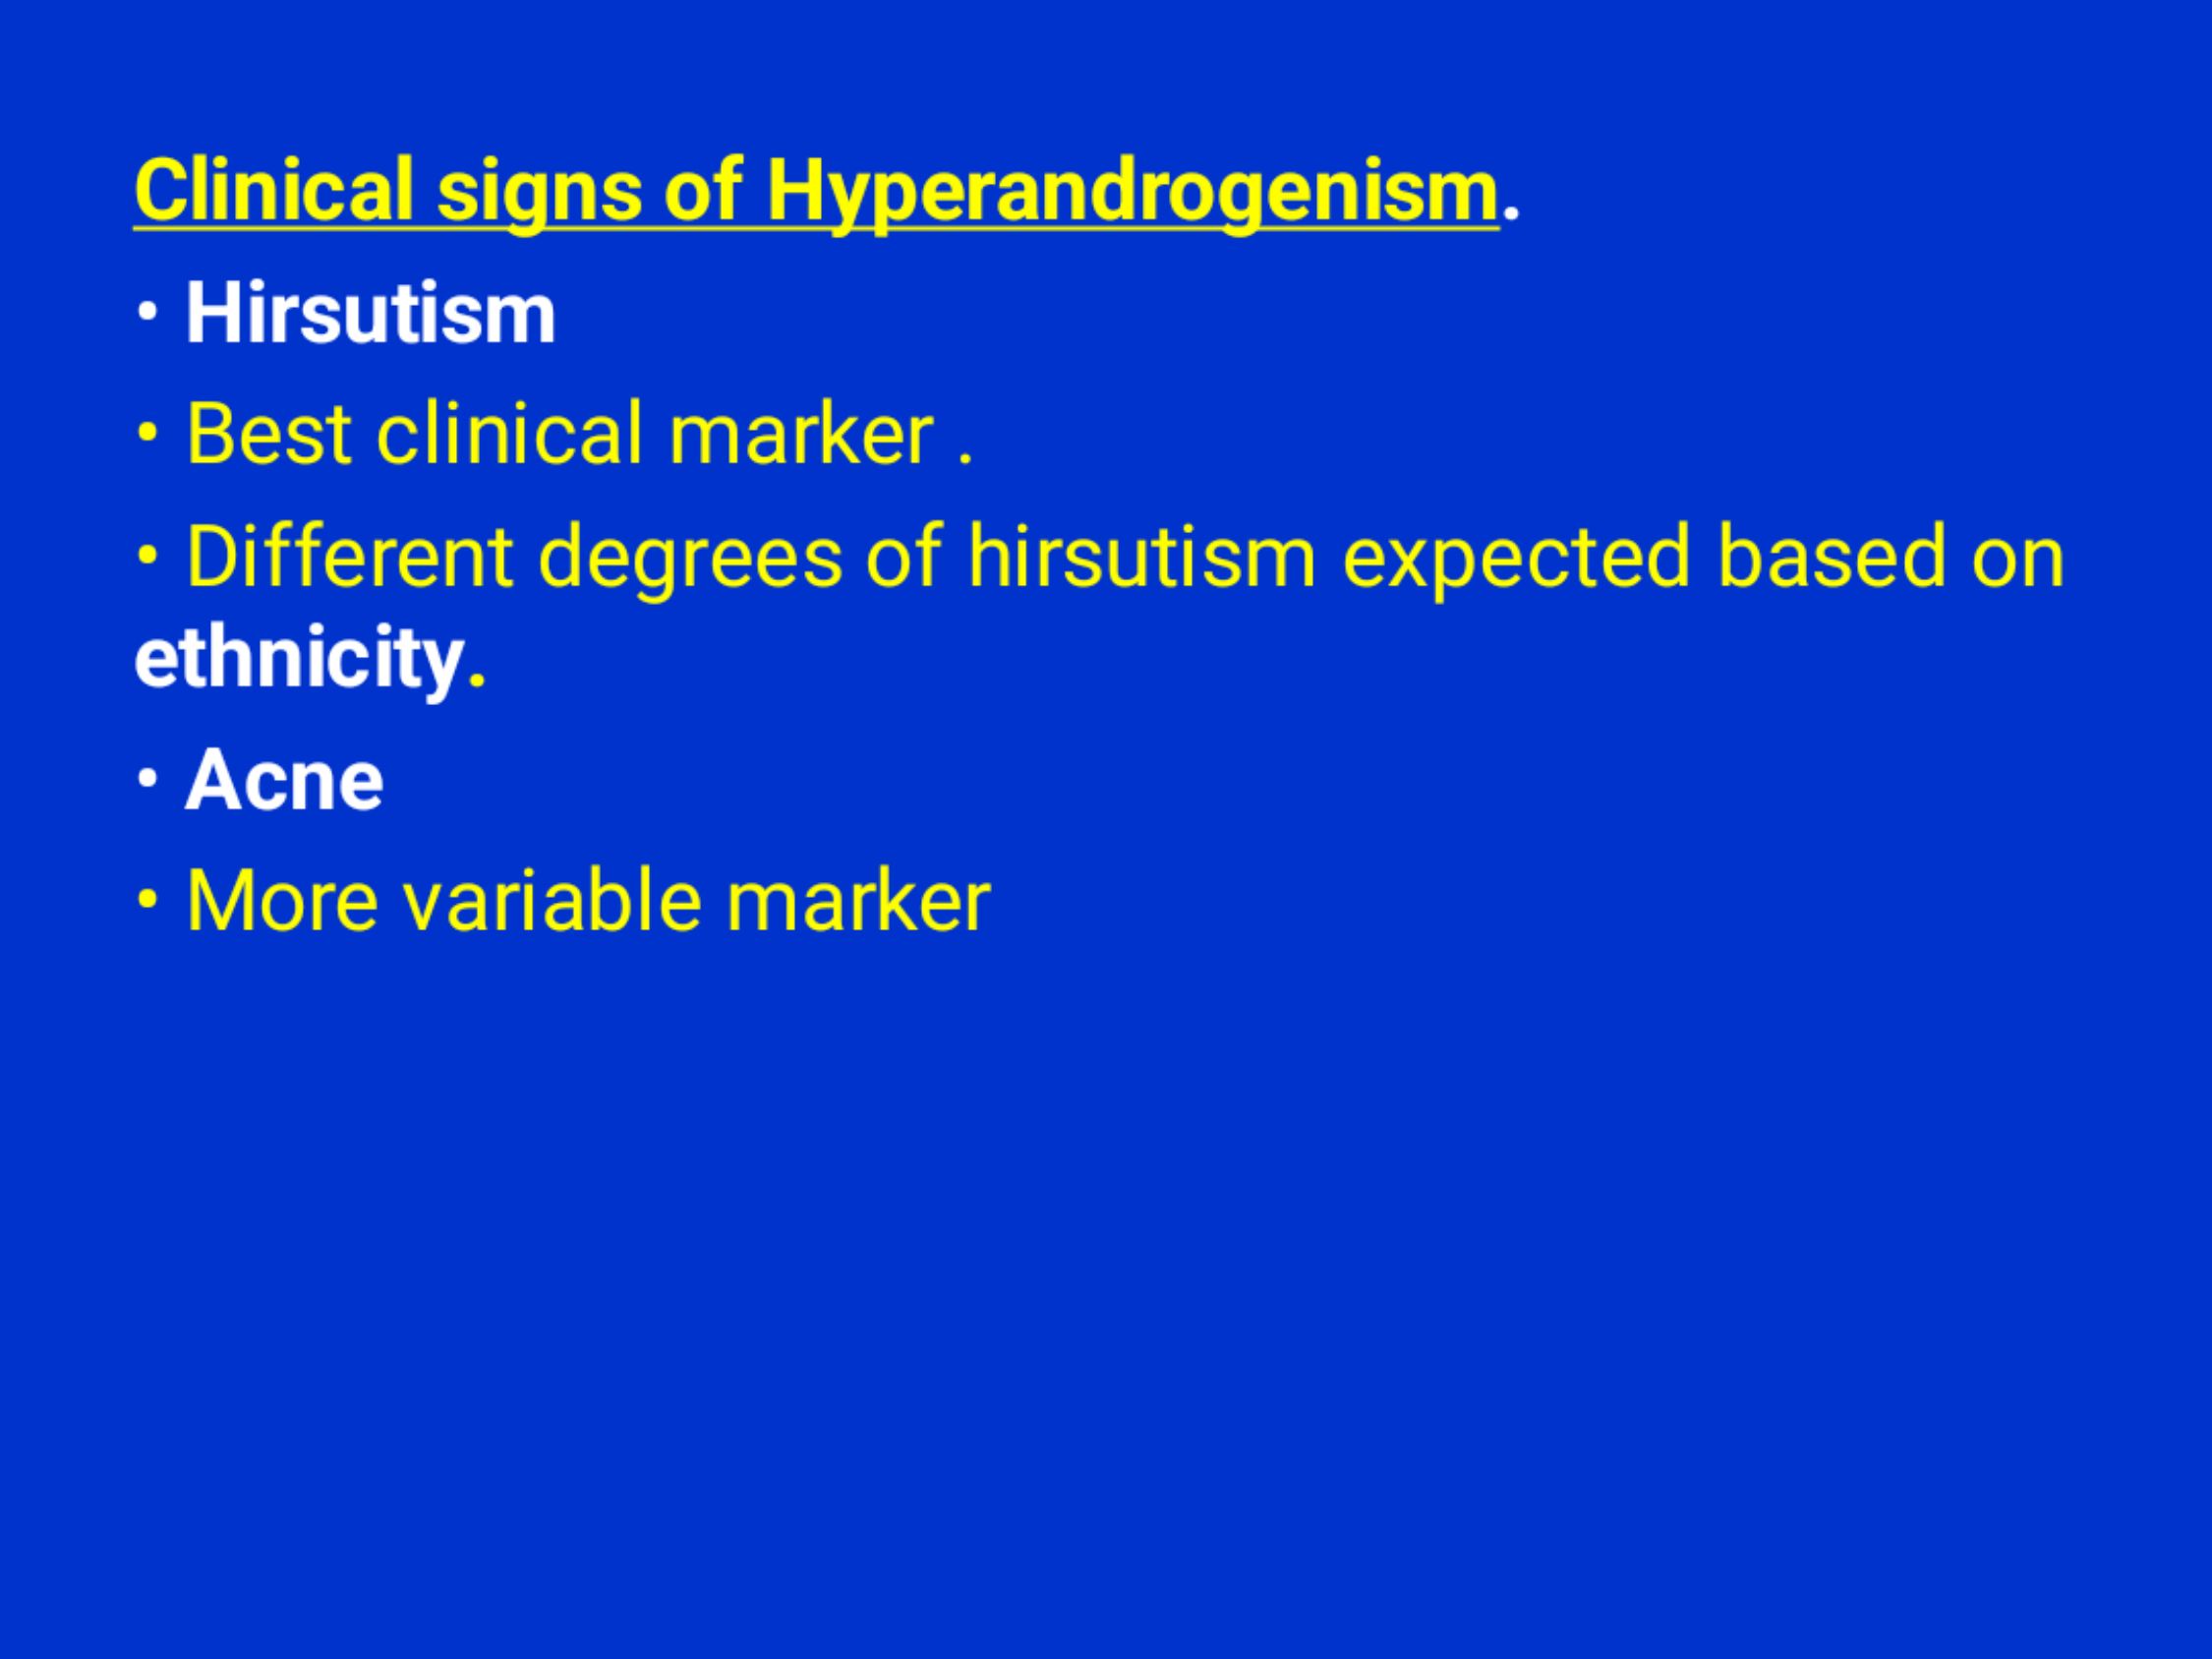 Clinical signs of Hyperandrogenism.
• Hirsutism
• Best clinical marker .
• Different degrees of hirsutism expected based on
ethnicity.
• Acne
• More variable marker